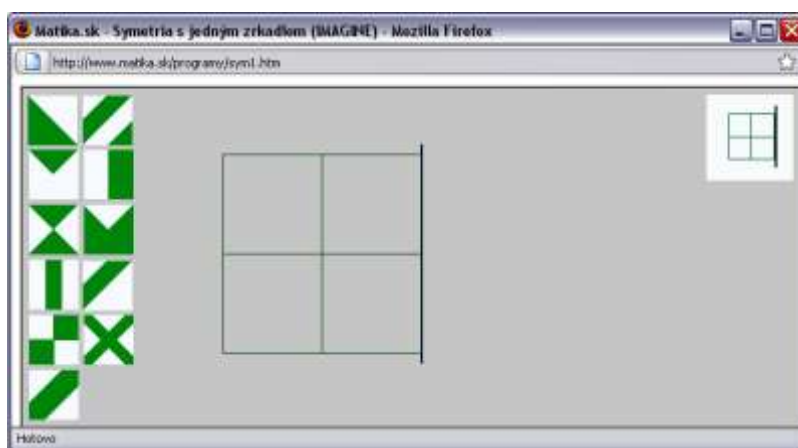 Matika.sk - Symetria s jedným zrkadlom (IMAGINE) - Mozilla Firefox
http://www.matika.sk/programy/sym1.htm
Hotovo